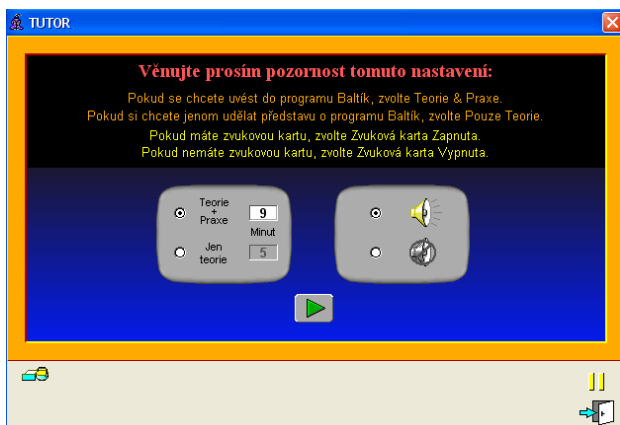 TUTOR
Věnujte prosím pozornost tomuto nastavení:
Pokud se chcete uvést do programu Baltík, zvolte Teorie & Praxe.
Pokud si chcete jenom udělat představu o programu Baltík, zvolte Pouze Teorie.
Pokud máte zvukovou kartu, zvolte Zvuková karta Zapnuta.
Pokud nemáte zvukovou kartu, zvolte Zvuková karta Vypnuta.
Teorie
+
Praxe
9
Minut
Jen
teorie
5